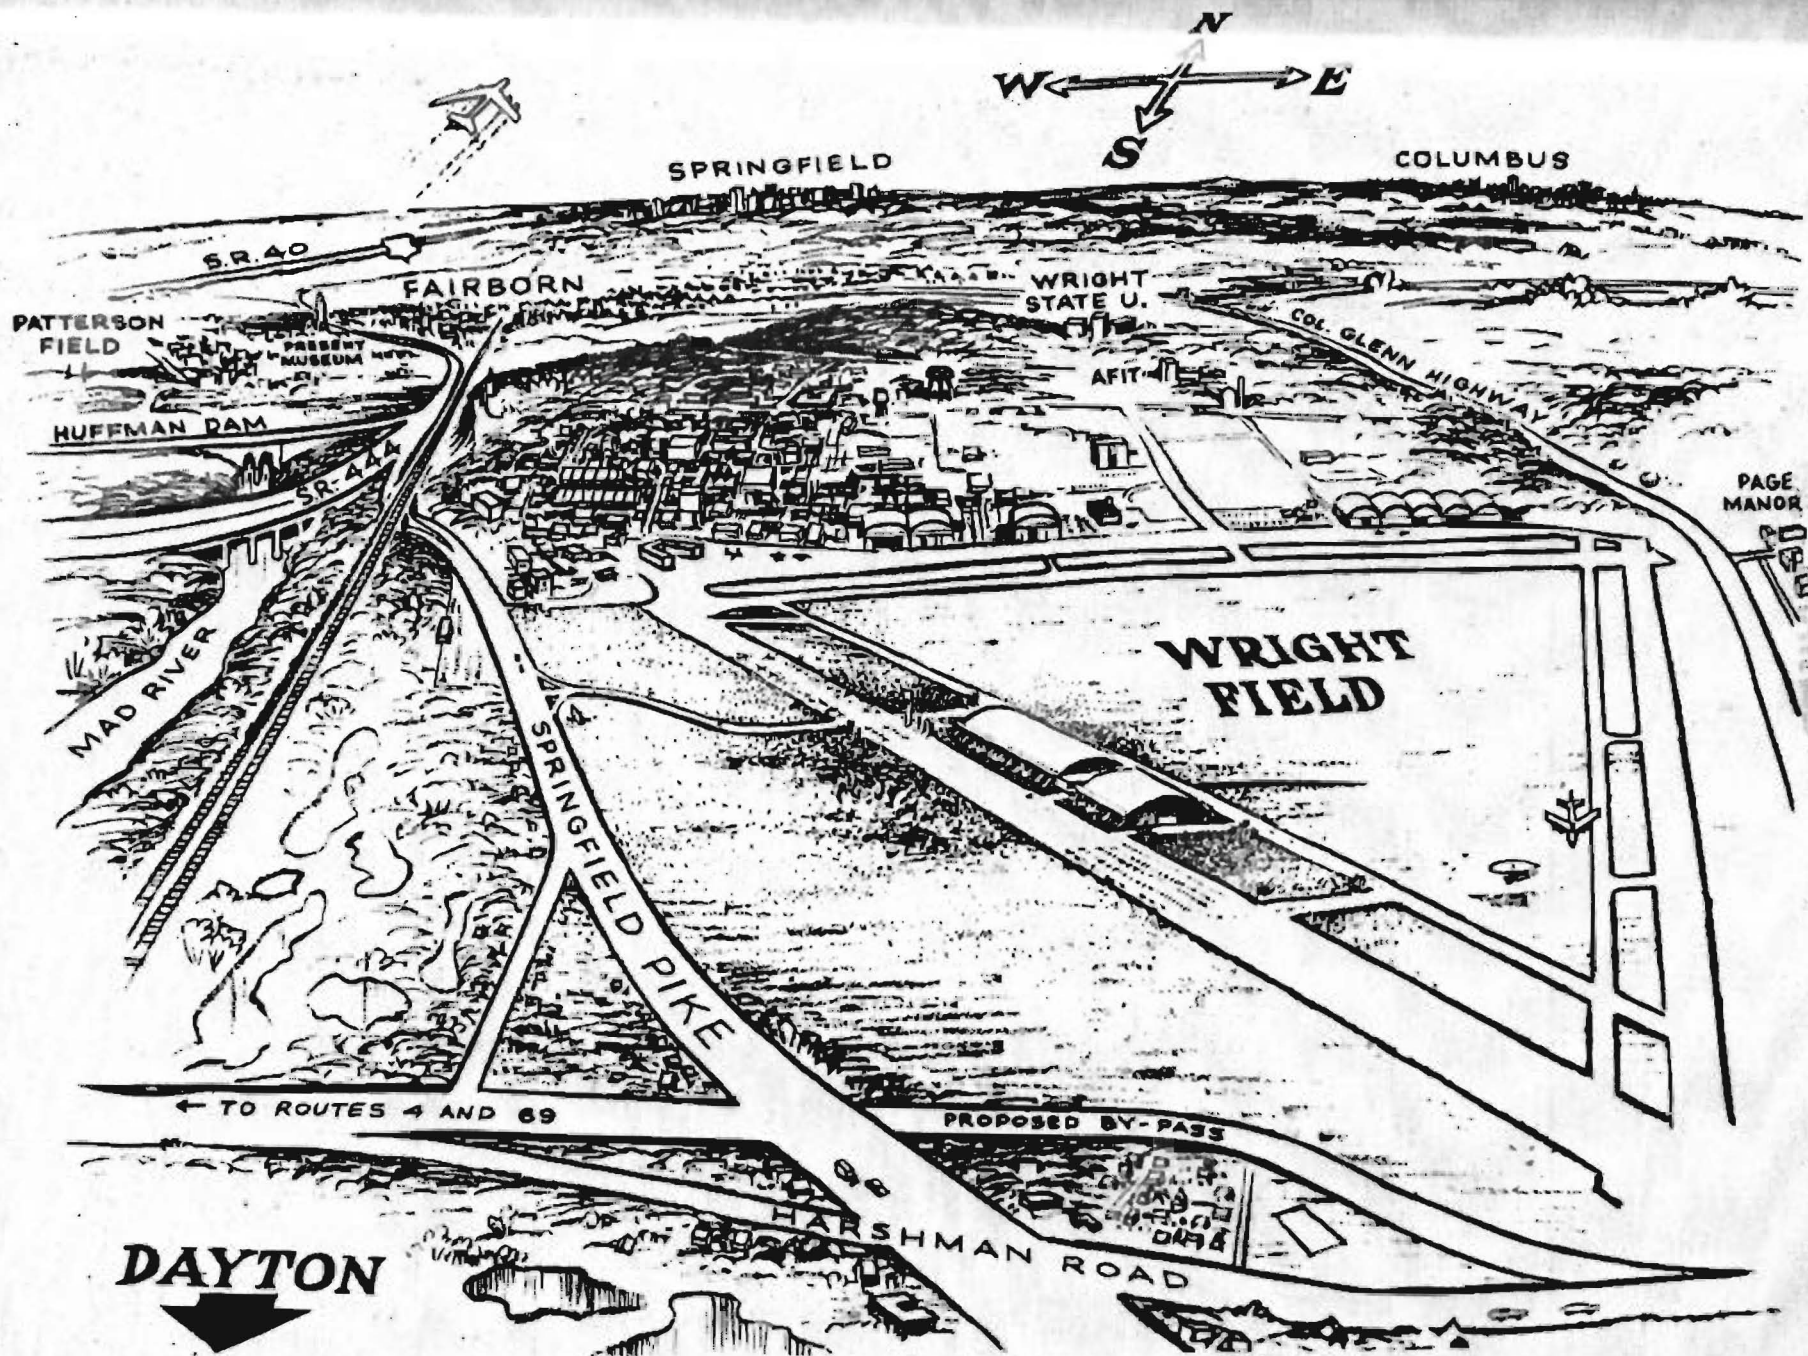 N
W E
S
SPRINGFIELD
COLUMBUS
S.R. 40
FAIRBORN
WRIGHT
STATE U.
PATTERSON
FIELD
PRESENT
MUSEUM
COL. GLENN HIGHWAY
AFIT
HUFFMAN DAM
S.R-444
PAGE
MANOR
WRIGHT
FIELD
MAD RIVER
SPRINGFIELD PIKE
← TO ROUTES 4 AND 69
PROPOSED BY-PASS
HARSHMAN ROAD
DAYTON